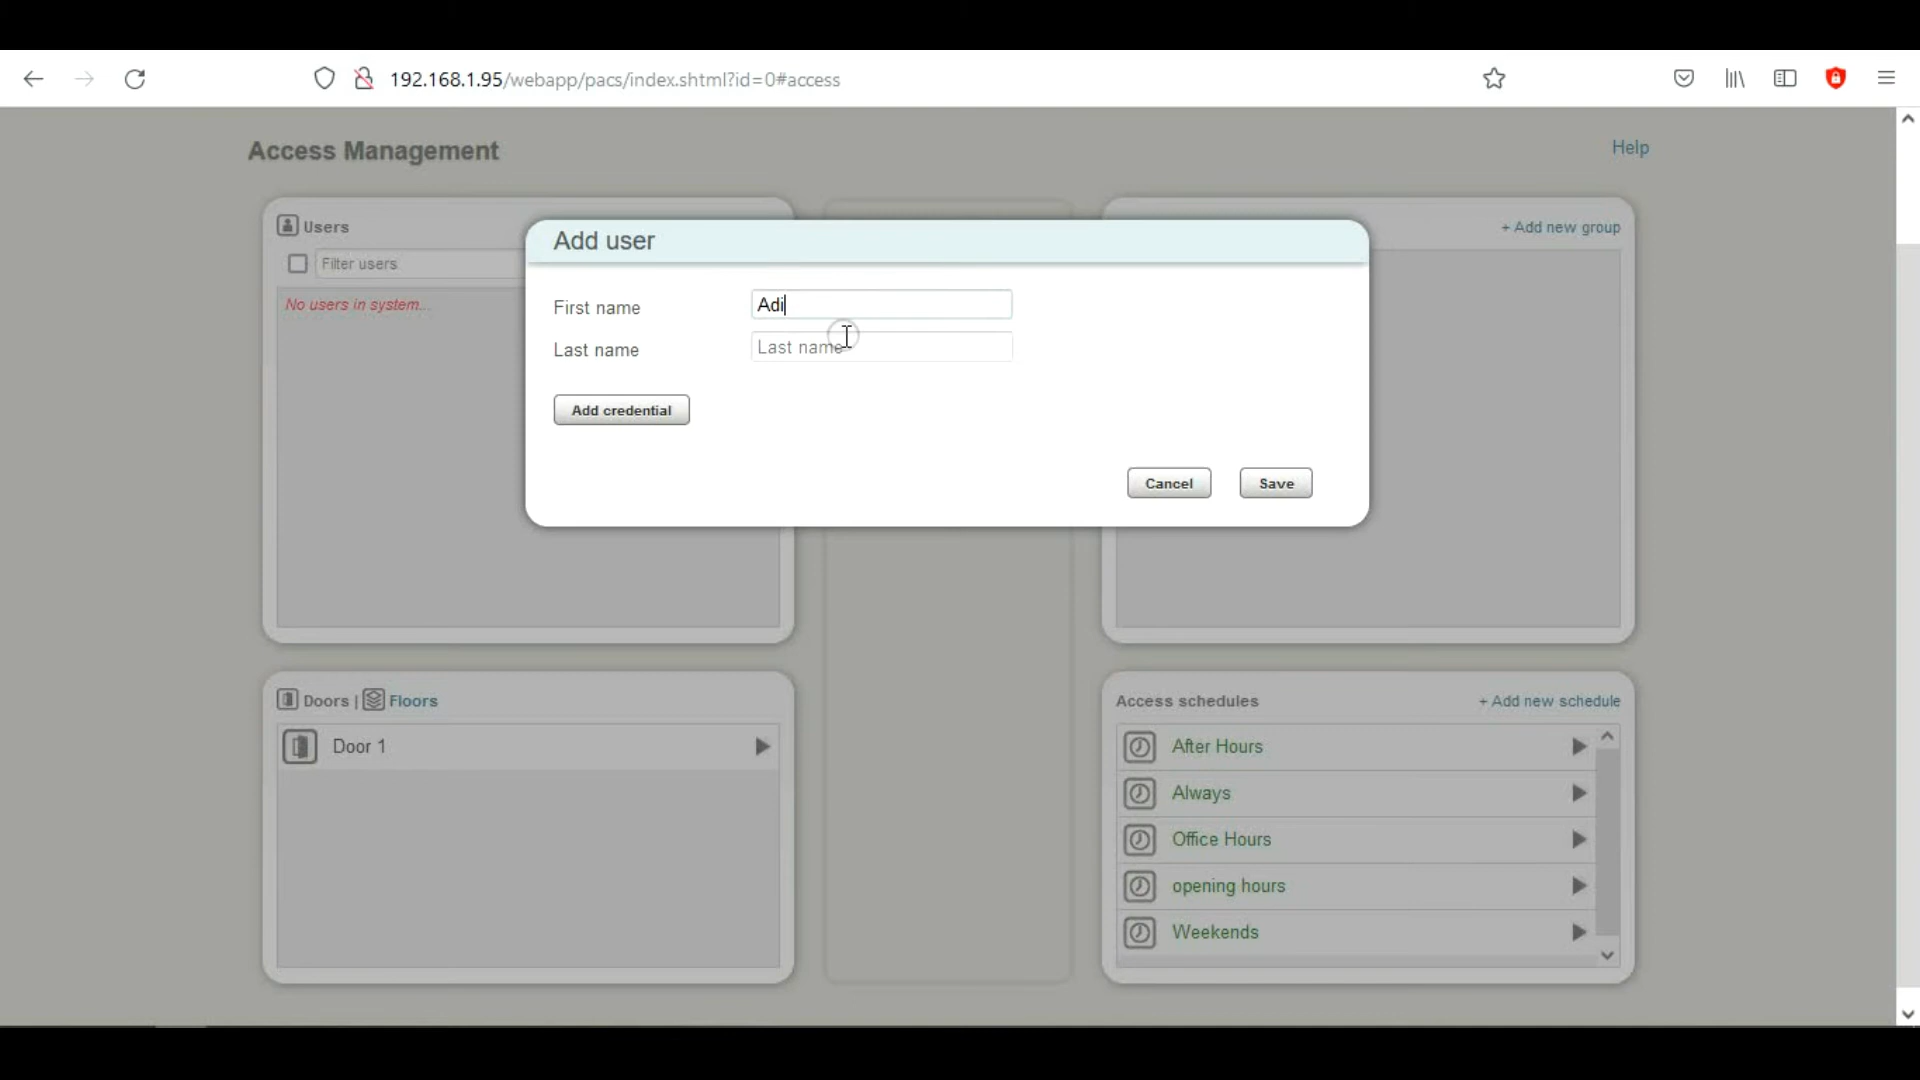 192.168.1.95/webapp/pacs/index.shtml?id=0#access
Access Management
Help
Users
Filter users
No users in system...
+ Add new group
Add user
First name
Adi
Last name
Last name
Add credential
Cancel
Save
Doors | Floors
Door 1
Access schedules
+ Add new schedule
After Hours
Always
Office Hours
opening hours
Weekends